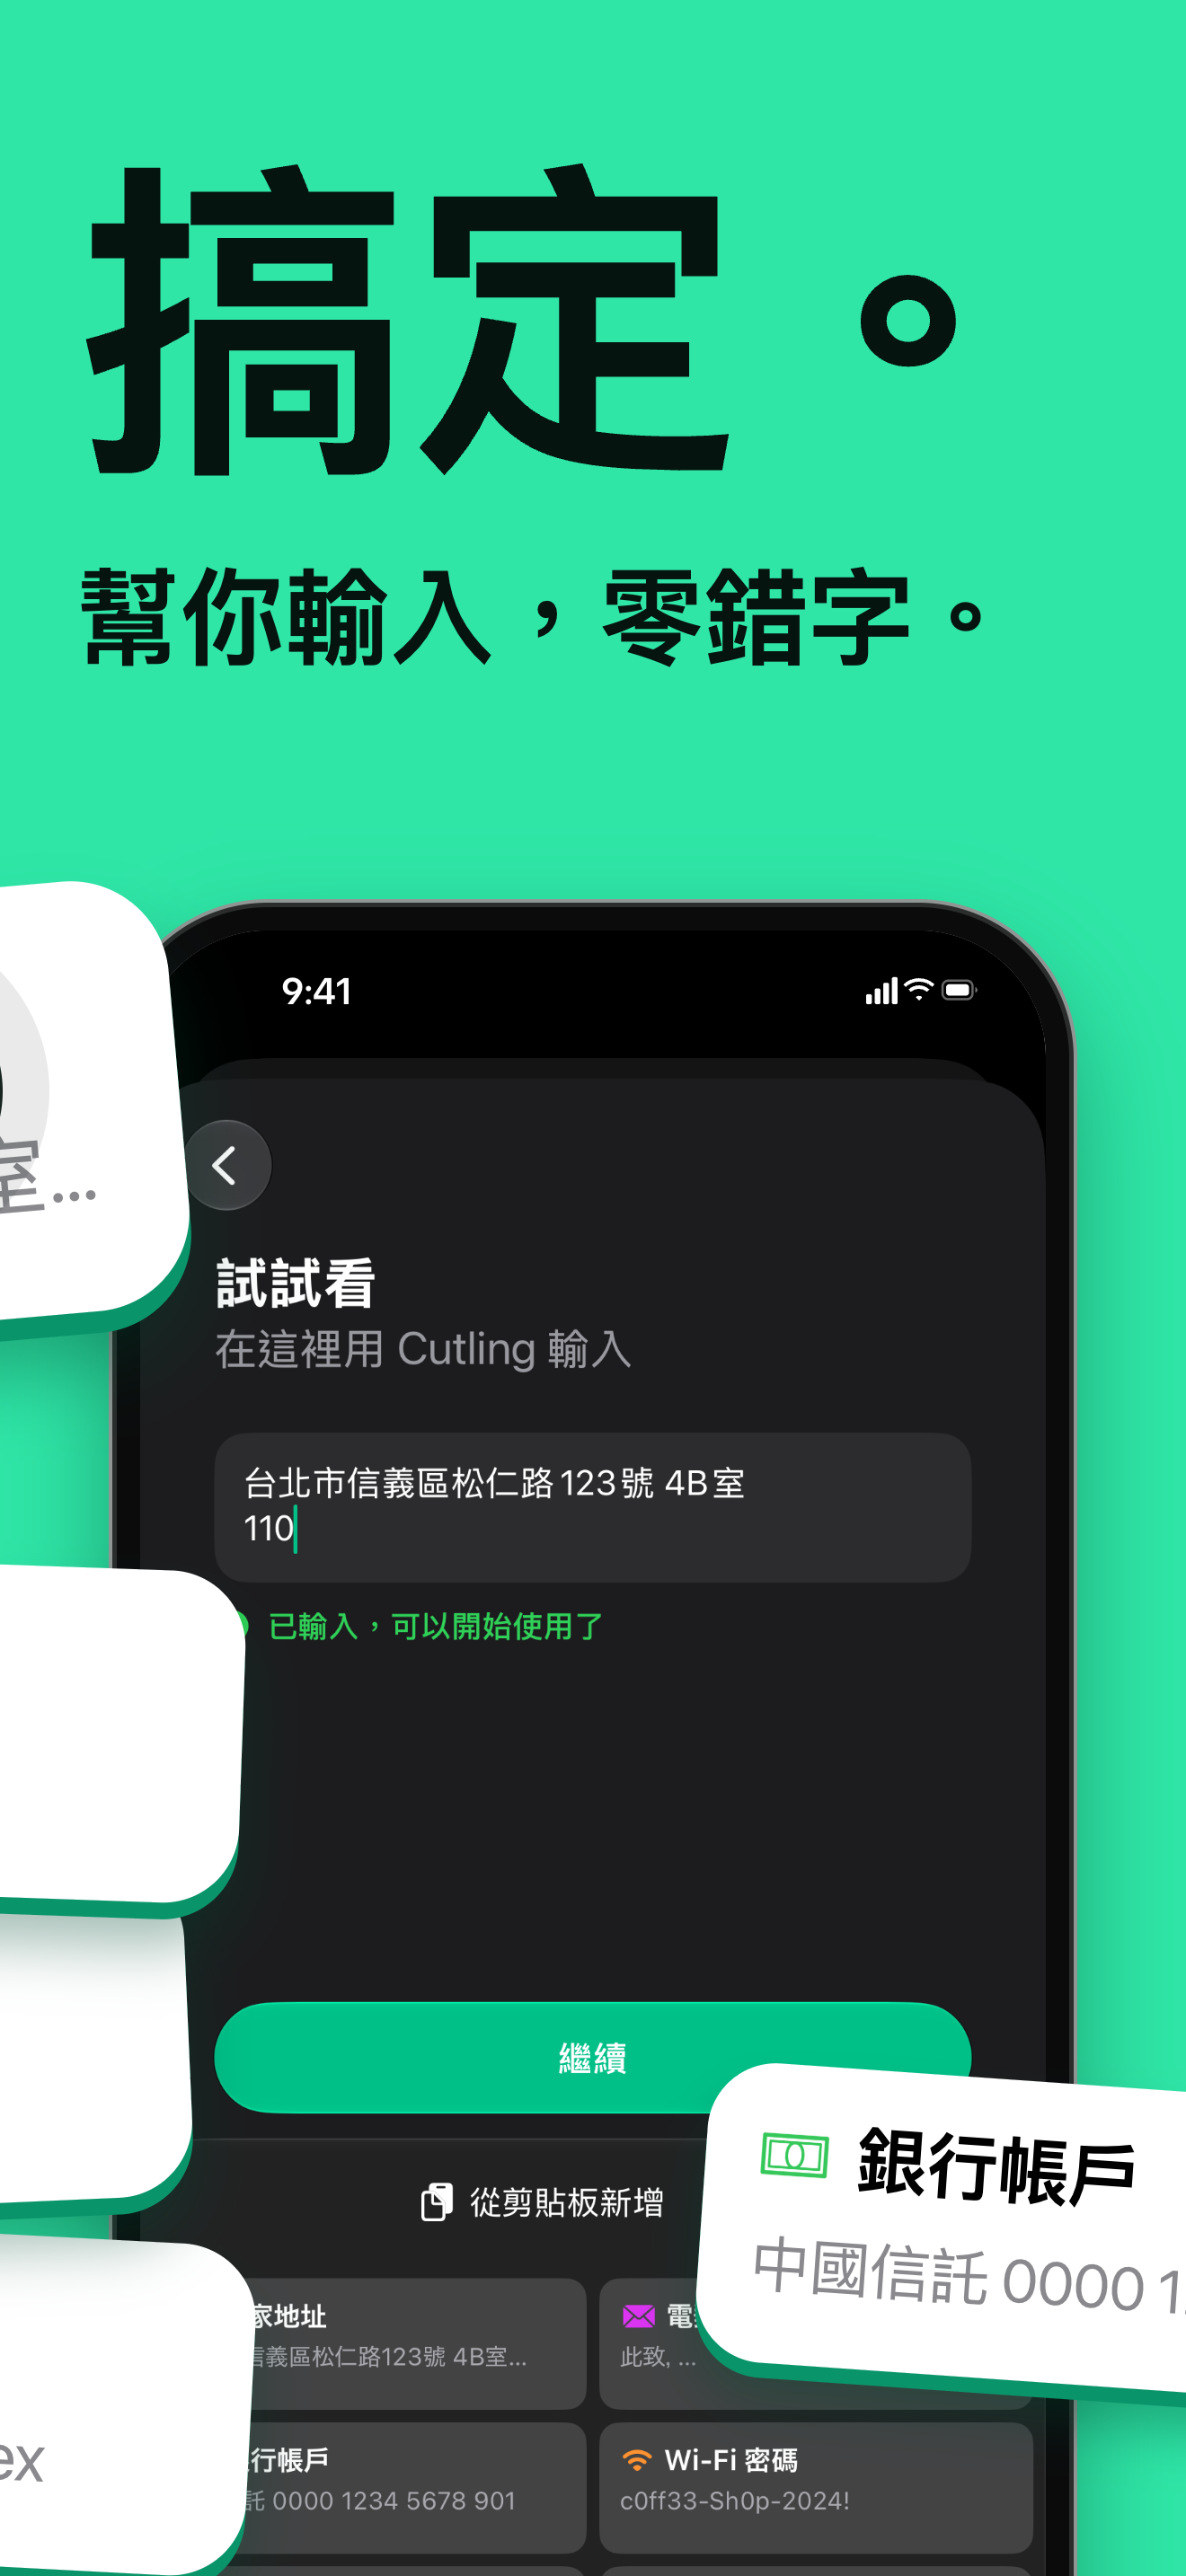 搞定。
幫你輸入，零錯字。
9:41
室...
試試看
在這裡用 Cutling 輸入
台北市信義區松仁路123號 4B室
110
已輸入，可以開始使用了
繼續
銀行帳戶
中國信託 0000 1
從剪貼板新增
家地址
信義區松仁路123號 4B室...
此致, ...
行帳戶
託 0000 1234 5678 901
Wi-Fi 密碼
c0ff33-Sh0p-2024!
ex